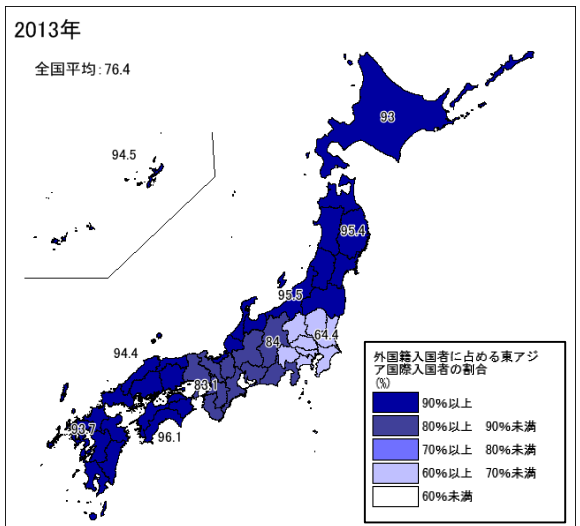 2013年
全国平均:76.4
93
94.5
95.4
95.5
64.4
84
94.4
83.1
93.7
96.1
外国籍入国者に占める東アジ
ア国際入国者の割合
(%)
90%以上
80%以上 90%未満
70%以上 80%未満
60%以上 70%未満
60%未満